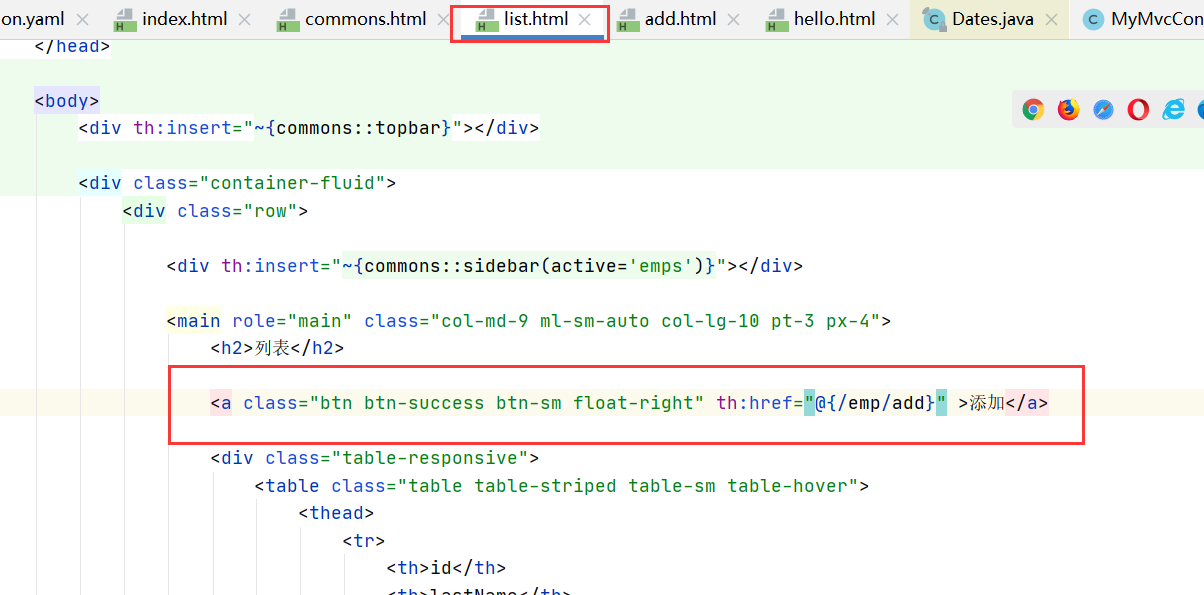 on.yaml index.html commons.html list.html add.html hello.html Dates.java MyMvcCon
</head>
<body>
<div th:insert="~{commons::topbar}"></div>
<div class="container-fluid">
<div class="row">
<div th:insert="~{commons::sidebar(active='emps')}"></div>
<main role="main" class="col-md-9 ml-sm-auto col-lg-10 pt-3 px-4">
<h2>列表</h2>
<a class="btn btn-success btn-sm float-right" th:href="@{/emp/add}" >添加</a>
<div class="table-responsive">
<table class="table table-striped table-sm table-hover">
<thead>
<tr>
<th>id</th>
<th>lastName</th>